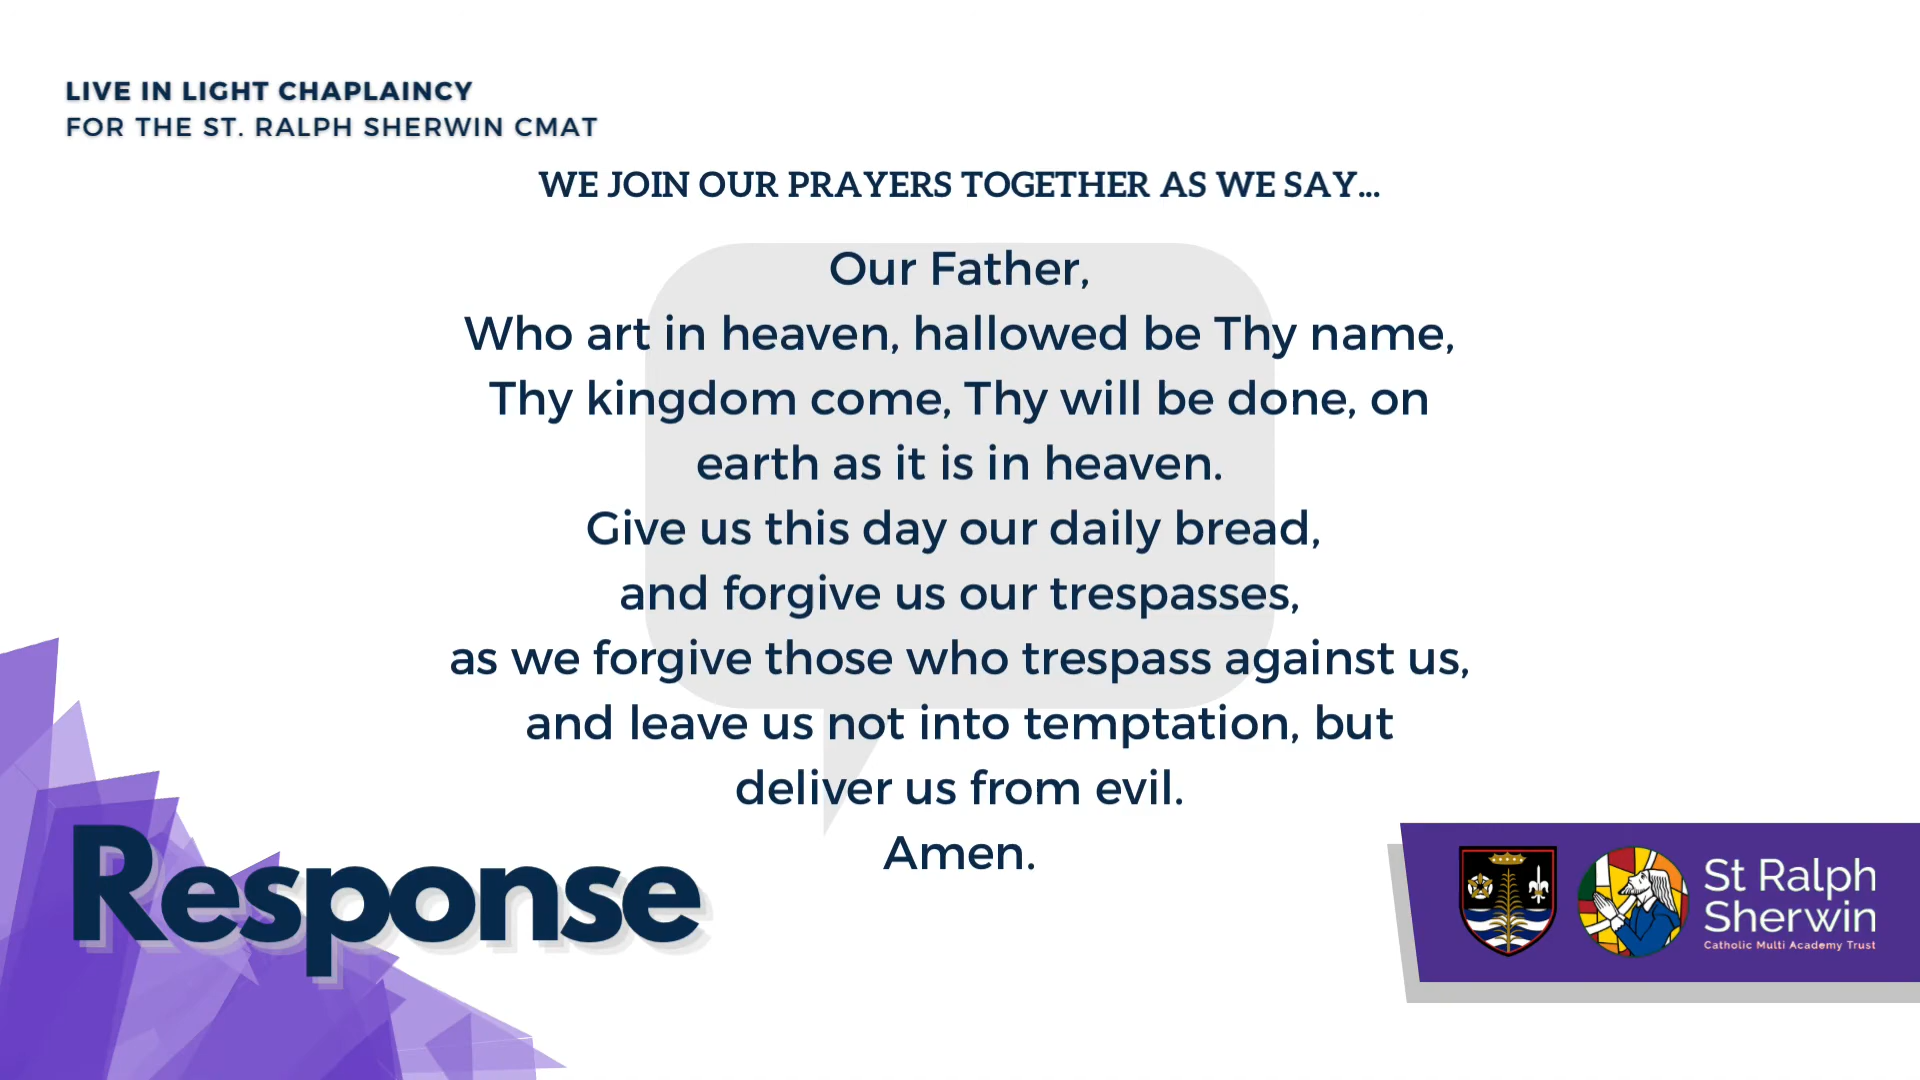 LIVE IN LIGHT CHAPLAINCY
FOR THE ST. RALPH SHERWIN CMAT
WE JOIN OUR PRAYERS TOGETHER AS WE SAY...
Our Father,
Who art in heaven, hallowed be Thy name,
Thy kingdom come, Thy will be done, on
earth as it is in heaven.
Give us this day our daily bread,
and forgive us our trespasses,
as we forgive those who trespass against us,
and leave us not into temptation, but
deliver us from evil.
Amen.
Response
St Ralph
Sherwin
Catholic Multi Academy Trust